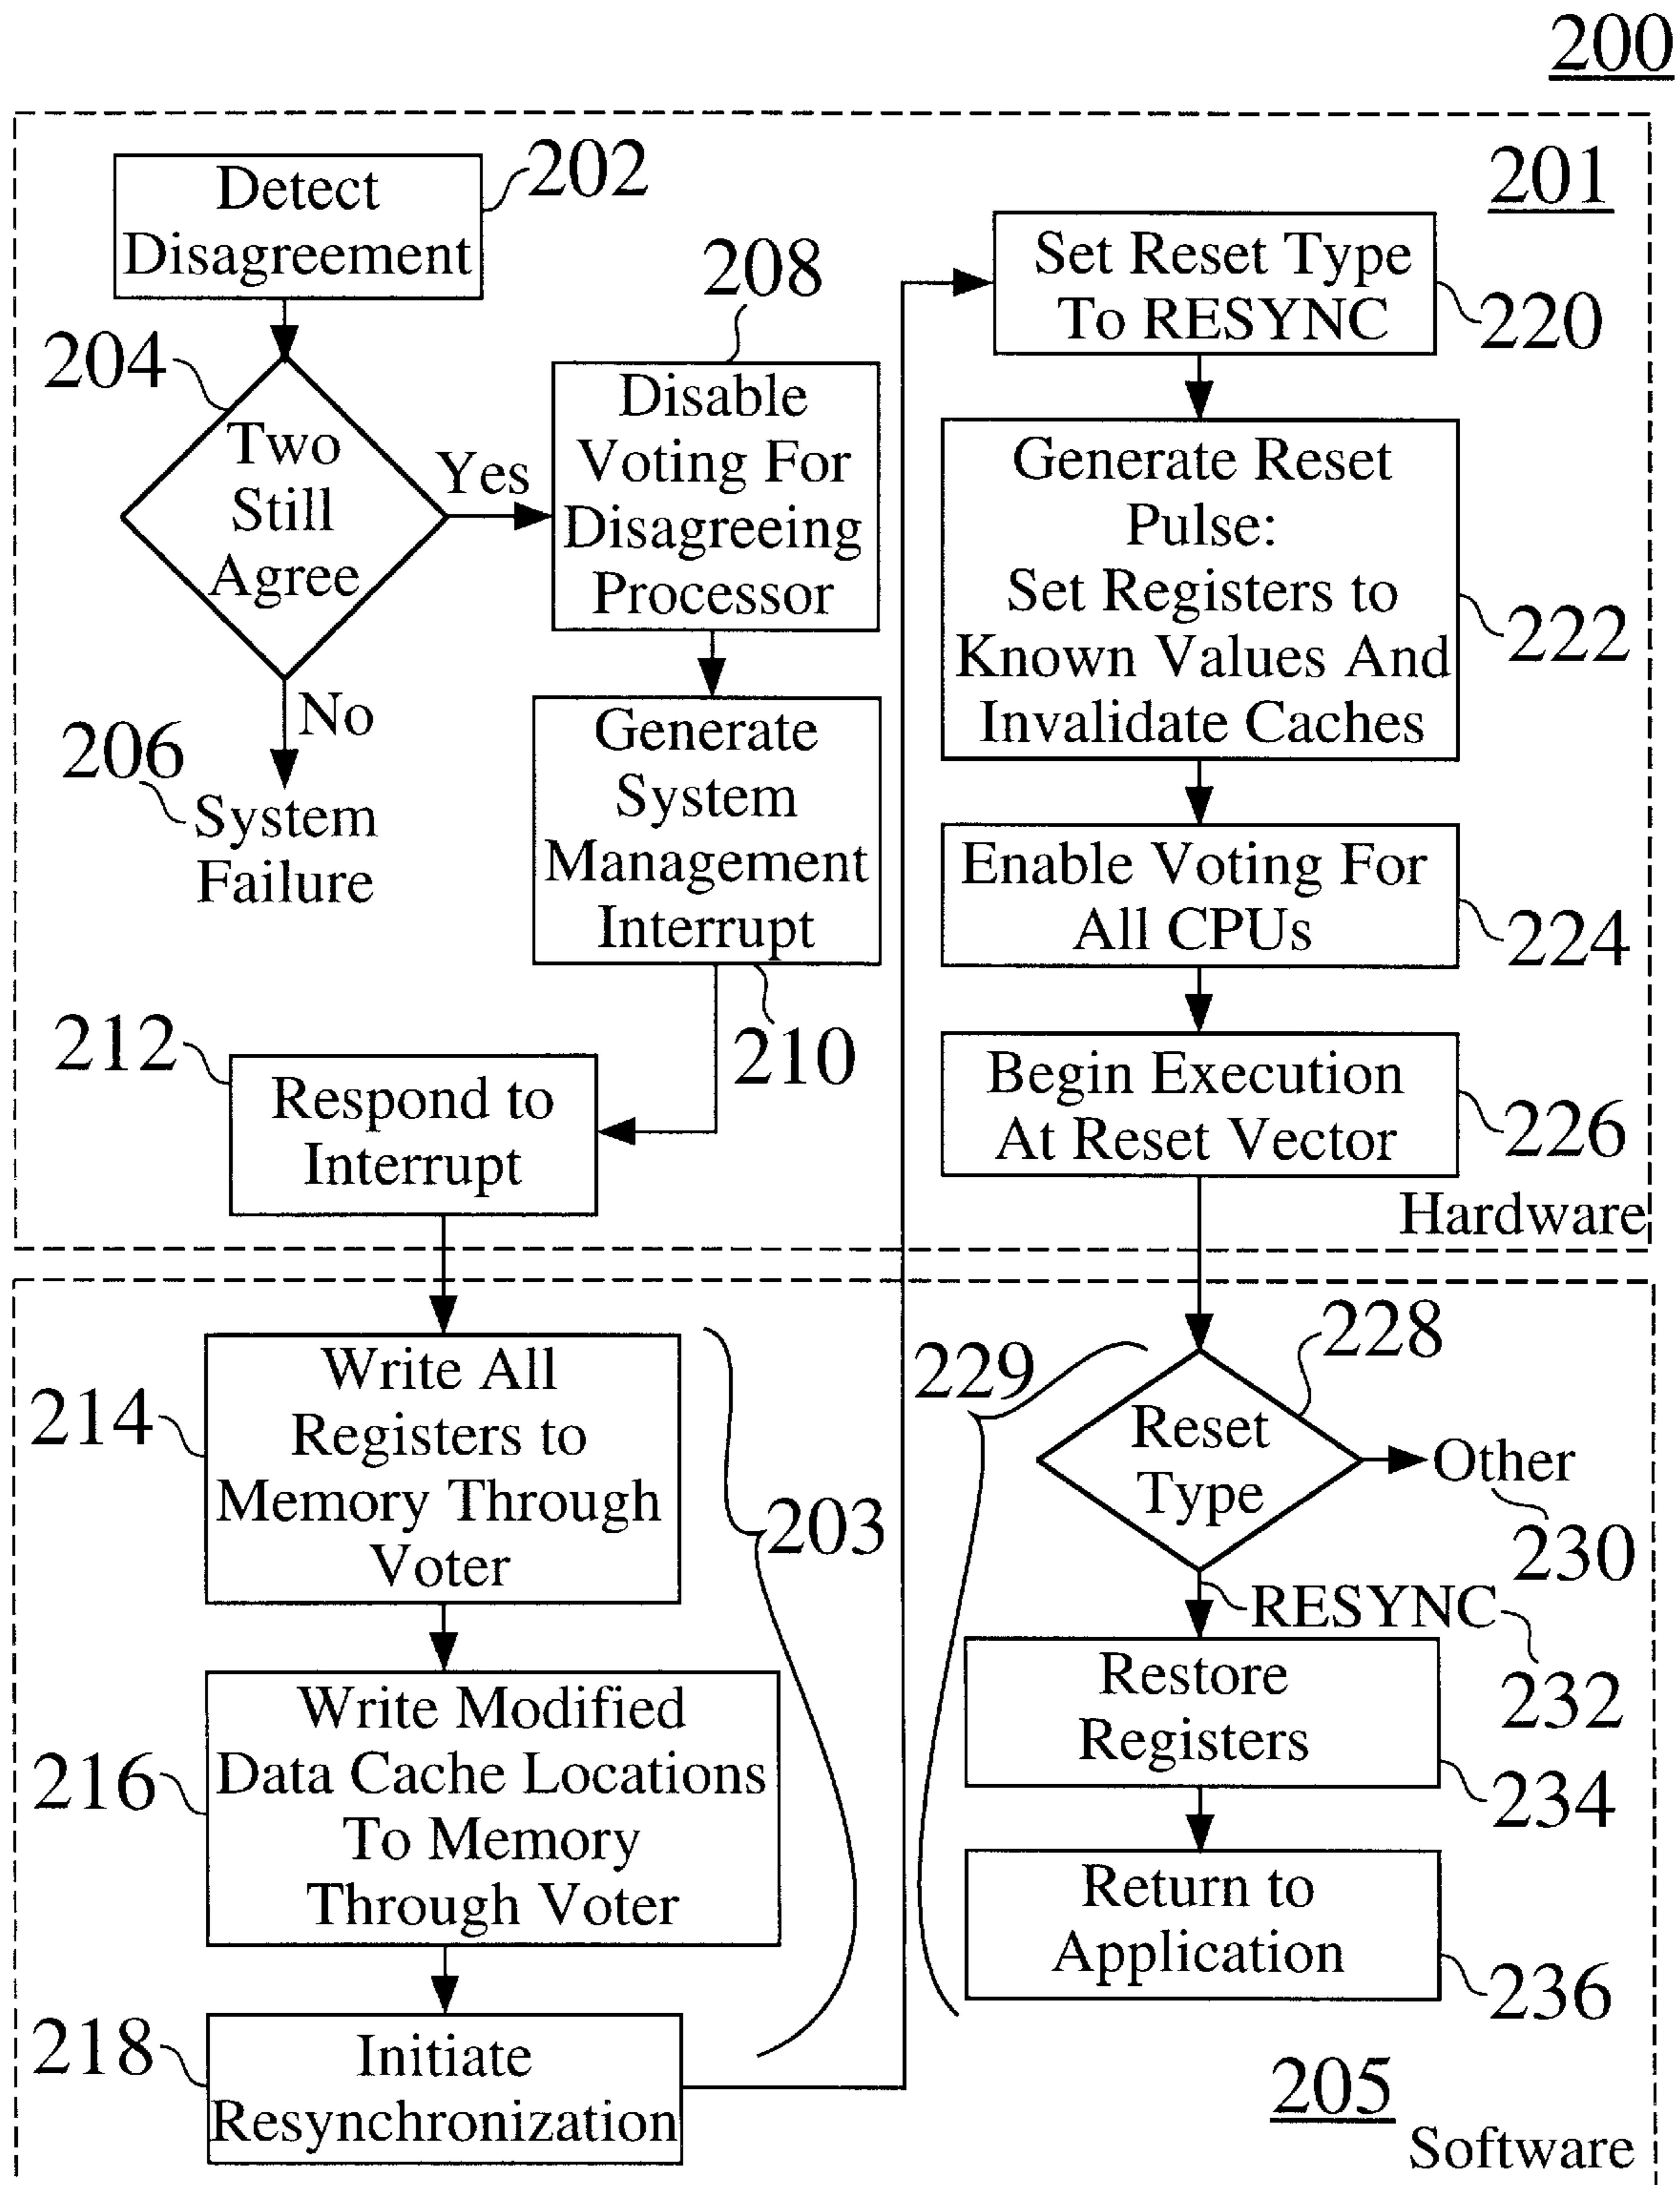 200
201
Detect
Disagreement
202
204
Two
Still
Agree
Yes
No
206
System
Failure
208
Disable
Voting For
Disagreeing
Processor
Generate
System
Management
Interrupt
210
212
Respond to
Interrupt
Set Reset Type
To RESYNC
220
Generate Reset
Pulse:
Set Registers to
Known Values And
Invalidate Caches
222
Enable Voting For
All CPUs
224
Begin Execution
At Reset Vector
226
Hardware
214
Write All
Registers to
Memory Through
Voter
203
216
Write Modified
Data Cache Locations
To Memory
Through Voter
218
Initiate
Resynchronization
229
228
Reset
Type
Other
230
RESYNC
232
Restore
Registers
234
Return to
Application
236
205
Software